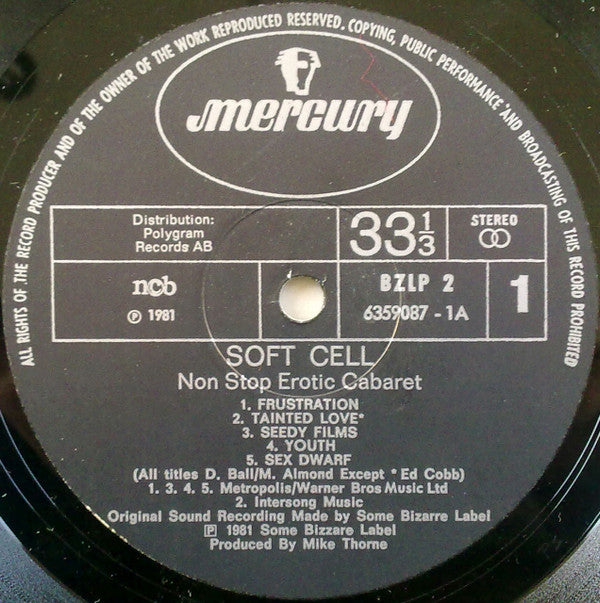 ALL RIGHTS OF THE RECORD PRODUCER AND OF THE OWNER OF THE WORK REPRODUCED RESERVED. COPYING, PUBLIC PERFORMANCE AND BROADCASTING OF THIS RECORD PROHIBITED
mercury
Distribution:
Polygram
Records AB
33 1/3
STEREO
ncb
℗ 1981
BZLP 2
6359087 - 1A
1
SOFT CELL
Non Stop Erotic Cabaret
1. FRUSTRATION
2. TAINTED LOVE*
3. SEEDY FILMS
4. YOUTH
5. SEX DWARF
(All titles D. Ball/M. Almond Except * Ed Cobb)
1. 3. 4. 5. Metropolis/Warner Bros Music Ltd
2. Intersong Music
Original Sound Recording Made by Some Bizarre Label
℗ 1981 Some Bizzare Label
Produced By Mike Thorne